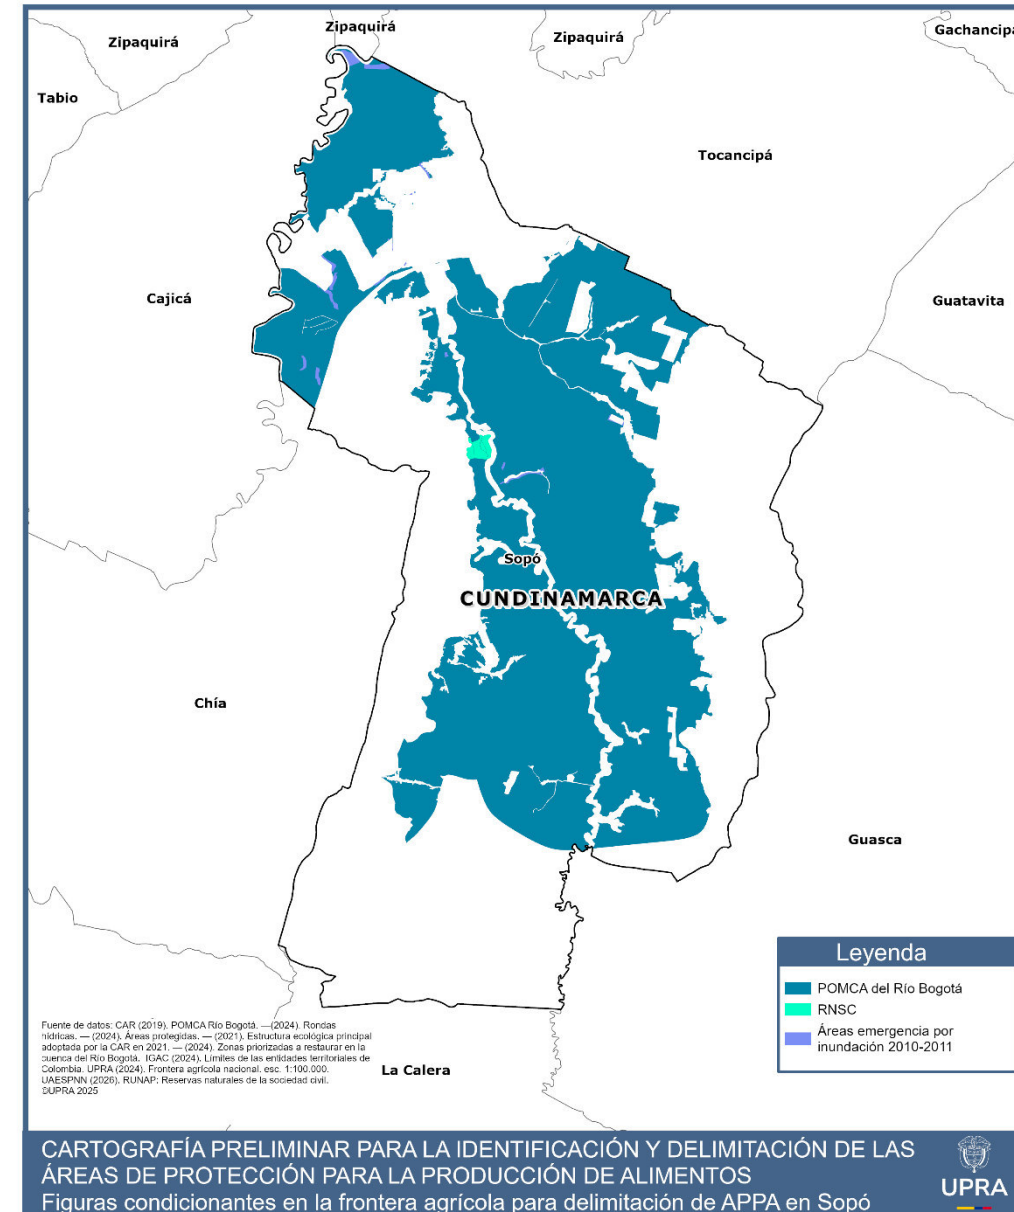 Zipaquirá
Zipaquirá
Zipaquirá
Gachancipá
Tabio
Tocancipá
Cajicá
Guatavita
Sopó
CUNDINAMARCA
Chía
Guasca
La Calera
Leyenda
POMCA del Río Bogotá
RNSC
Áreas emergencia por
inundación 2010-2011
Fuente de datos: CAR (2019). POMCA Río Bogotá. —(2024). Rondas
hídricas. — (2024). Áreas protegidas. — (2021). Estructura ecológica principal
adoptada por la CAR en 2021. — (2024). Zonas priorizadas a restaurar en la
cuenca del Río Bogotá. IGAC (2024). Límites de las entidades territoriales de
Colombia. UPRA (2024). Frontera agrícola nacional. esc. 1:100.000.
UAESPNN (2026). RUNAP: Reservas naturales de la sociedad civil.
©UPRA 2025
CARTOGRAFÍA PRELIMINAR PARA LA IDENTIFICACIÓN Y DELIMITACIÓN DE LAS
ÁREAS DE PROTECCIÓN PARA LA PRODUCCIÓN DE ALIMENTOS
Figuras condicionantes en la frontera agrícola para delimitación de APPA en Sopó
UPRA